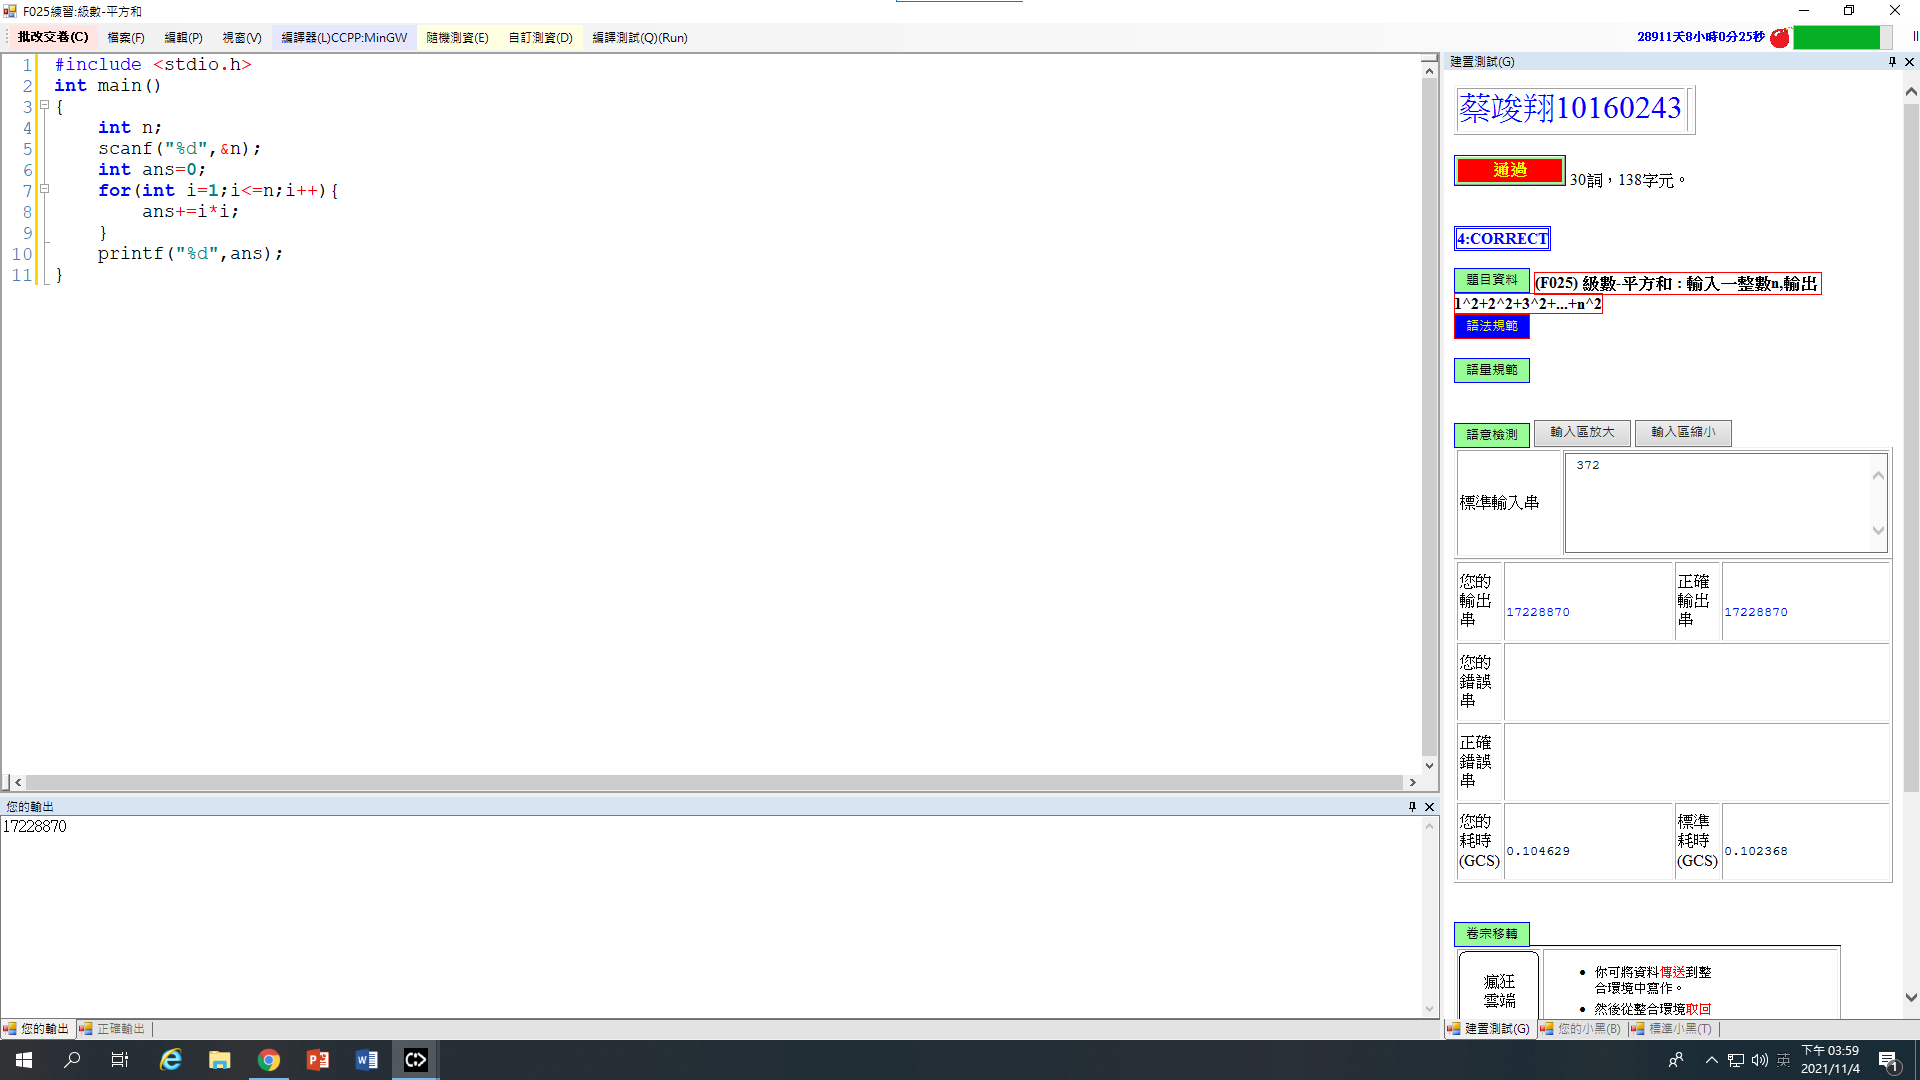 F025練習:級數-平方和
批改交卷(C) 檔案(F) 編輯(P) 視窗(V) 編譯器(L)CCPP:MinGW 隨機測資(E) 自訂測資(D) 編譯測試(Q)(Run) 28911天8小時0分25秒
1 #include <stdio.h>
2 int main()
3 {
4 int n;
5 scanf("%d",&n);
6 int ans=0;
7 for(int i=1;i<=n;i++){
8 ans+=i*i;
9 }
10 printf("%d",ans);
11 }
您的輸出
17228870
您的輸出 正確輸出
建置測試(G)
蔡竣翔10160243
通過 30詞，138字元。
4:CORRECT
題目資料 (F025) 級數-平方和 : 輸入一整數n,輸出
1^2+2^2+3^2+...+n^2
語法規範
語量規範
語意檢測 輸入區放大 輸入區縮小
標準輸入串 372
您的
輸出
串
17228870
正確
輸出
串
17228870
您的
錯誤
串
正確
錯誤
串
您的
耗時
(GCS)
0.104629
標準
耗時
(GCS)
0.102368
卷宗移轉
瘋狂
雲端
• 你可將資料傳送到整
合環境中寫作。
• 然後從整合環境取回
建置測試(G) 您的小黑(B) 標準小黑(T)
英
下午 03:59
2021/11/4
1